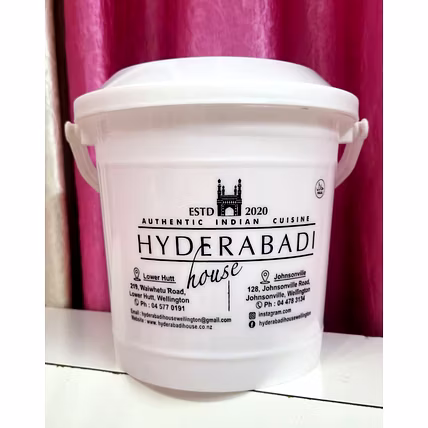 ESTD 2020
AUTHENTIC INDIAN CUISINE
HYDERABADI
house
Lower Hutt
219, Waiwhetu Road,
Lower Hutt, Wellington
Ph : 04 577 0191
Email : hyderabadihousewellington@gmail.com
Website : www.hyderabadihouse.co.nz
Johnsonville
128, Johnsonville Road,
Johnsonville, Wellington
Ph : 04 478 3134
instagram.com
hyderabadihousewellington